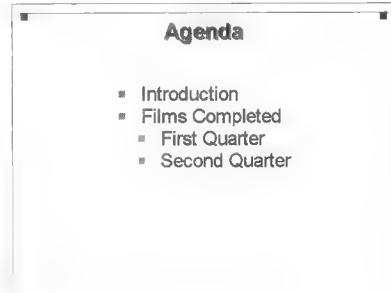 Agenda
Introduction
Films Completed
First Quarter
Second Quarter